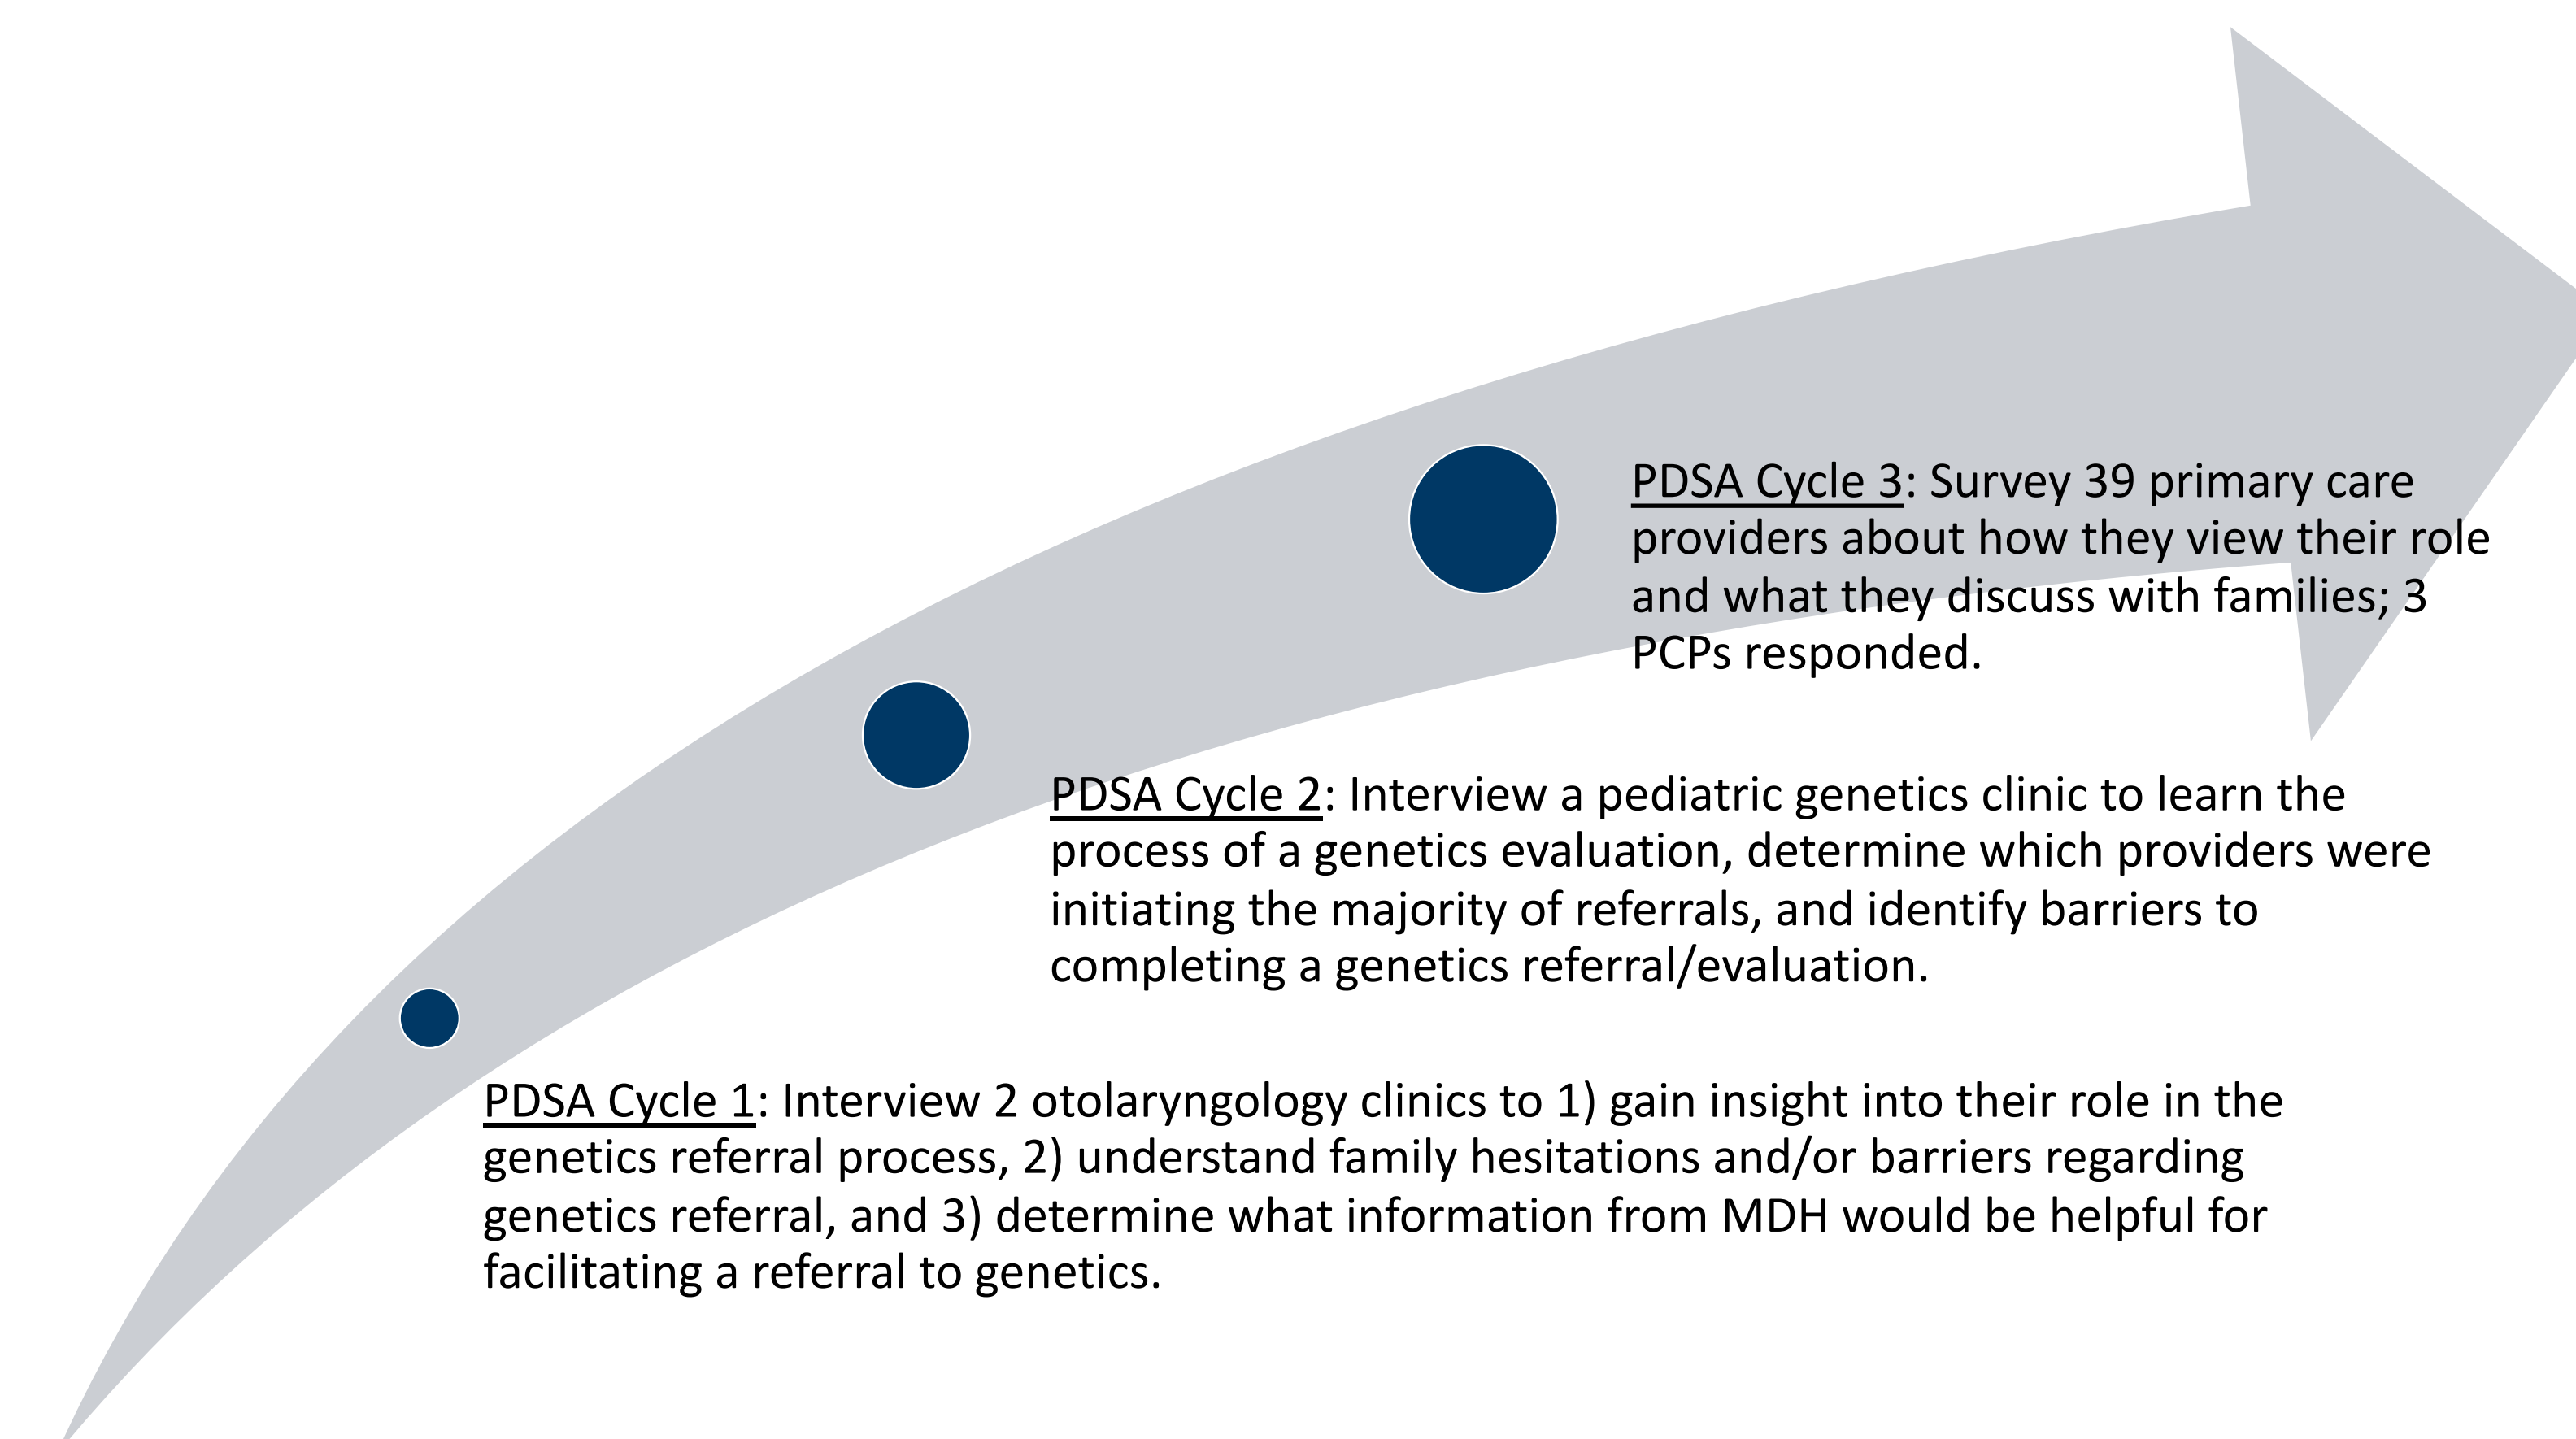 PDSA Cycle 3: Survey 39 primary care
providers about how they view their role
and what they discuss with families; 3
PCPs responded.
PDSA Cycle 2: Interview a pediatric genetics clinic to learn the
process of a genetics evaluation, determine which providers were
initiating the majority of referrals, and identify barriers to
completing a genetics referral/evaluation.
PDSA Cycle 1: Interview 2 otolaryngology clinics to 1) gain insight into their role in the
genetics referral process, 2) understand family hesitations and/or barriers regarding
genetics referral, and 3) determine what information from MDH would be helpful for
facilitating a referral to genetics.